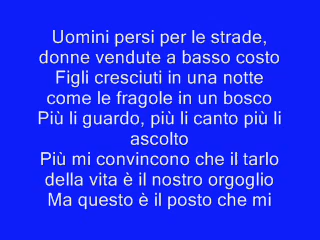 Uomini persi per le strade,
donne vendute a basso costo
Figli cresciuti in una notte
come le fragole in un bosco
Più li guardo, più li canto più li
ascolto
Più mi convincono che il tarlo
della vita è il nostro orgoglio
Ma questo è il posto che mi